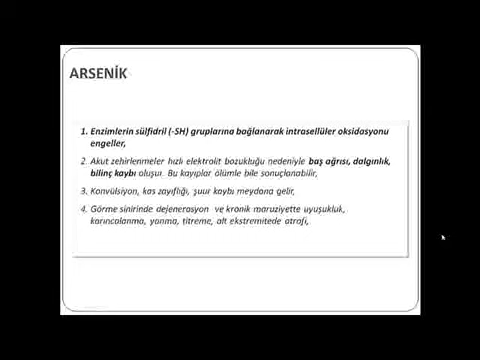 ARSENİK
1. Enzimlerin sülfidril (-SH) gruplarına bağlanarak intrasellüler oksidasyonu
engeller,
2. Akut zehirlenmeler hızlı elektrolit bozukluğu nedeniyle baş ağrısı, dalgınlık,
bilinç kaybı oluşur. Bu kayıplar ölümle bile sonuçlanabilir,
3. Konvülsiyon, kas zayıflığı, şuur kaybı meydana gelir,
4. Görme sinirinde dejenerasyon ve kronik maruziyette uyuşukluk,
karıncalanma, yanma, titreme, alt ekstremitede atrofi,